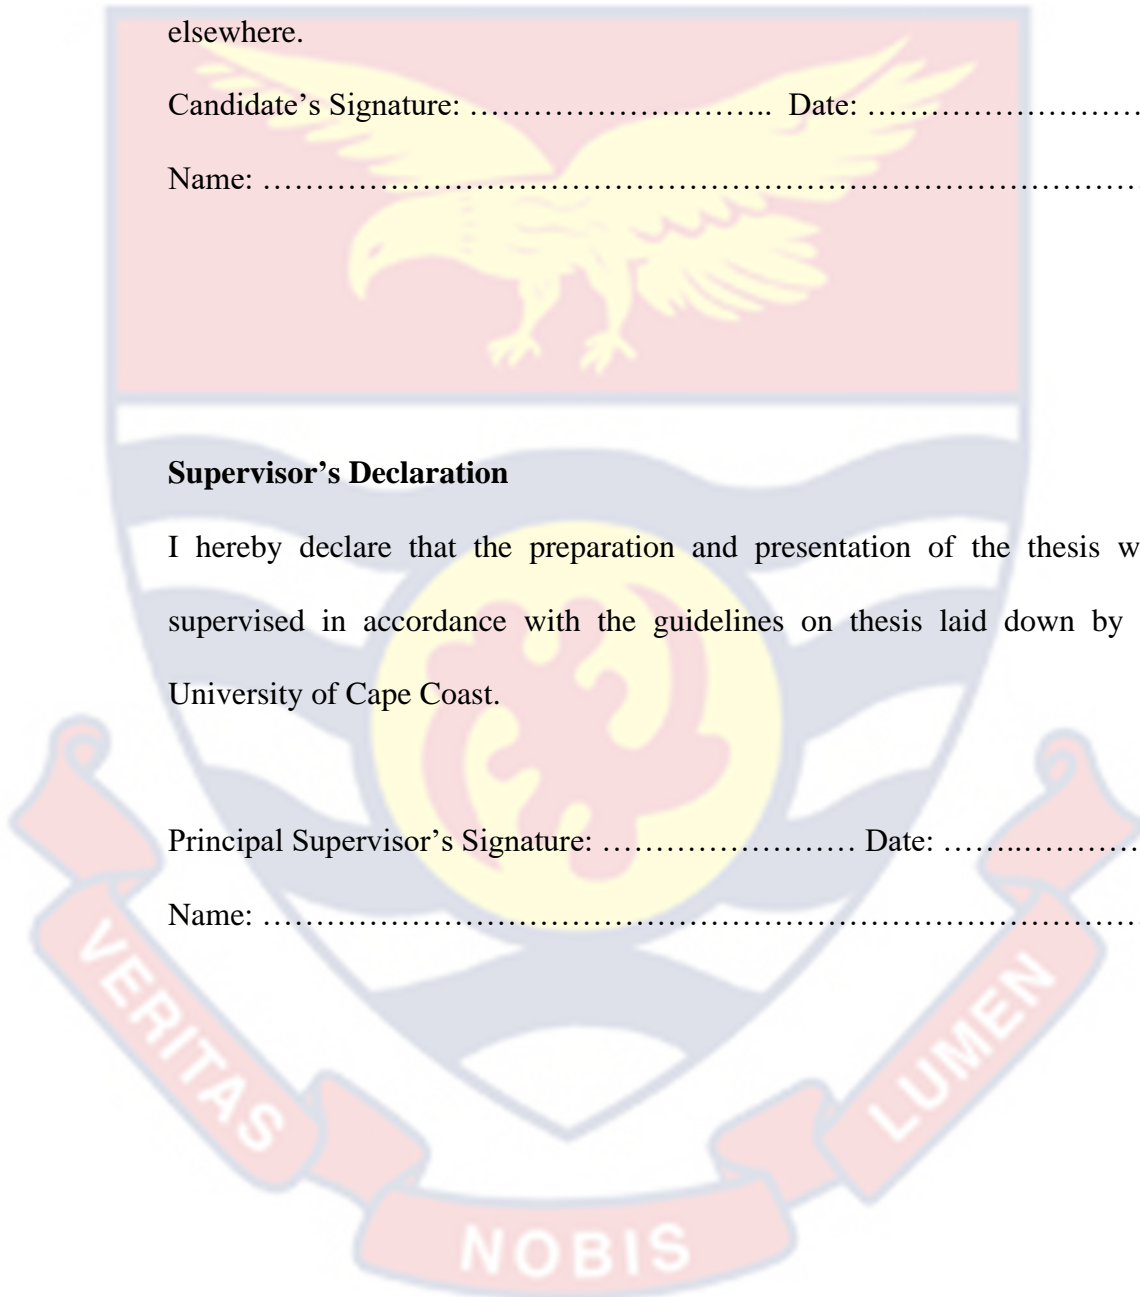 elsewhere.
Candidate’s Signature: ……………………….. Date: ………………………
Name: ……………………………………………………………………………
Supervisor’s Declaration
I hereby declare that the preparation and presentation of the thesis w
supervised in accordance with the guidelines on thesis laid down by
University of Cape Coast.
Principal Supervisor’s Signature: …………………… Date: ……..…………
Name: ……………………………………………………………………………
VERITAS
NOBIS
LUMEN